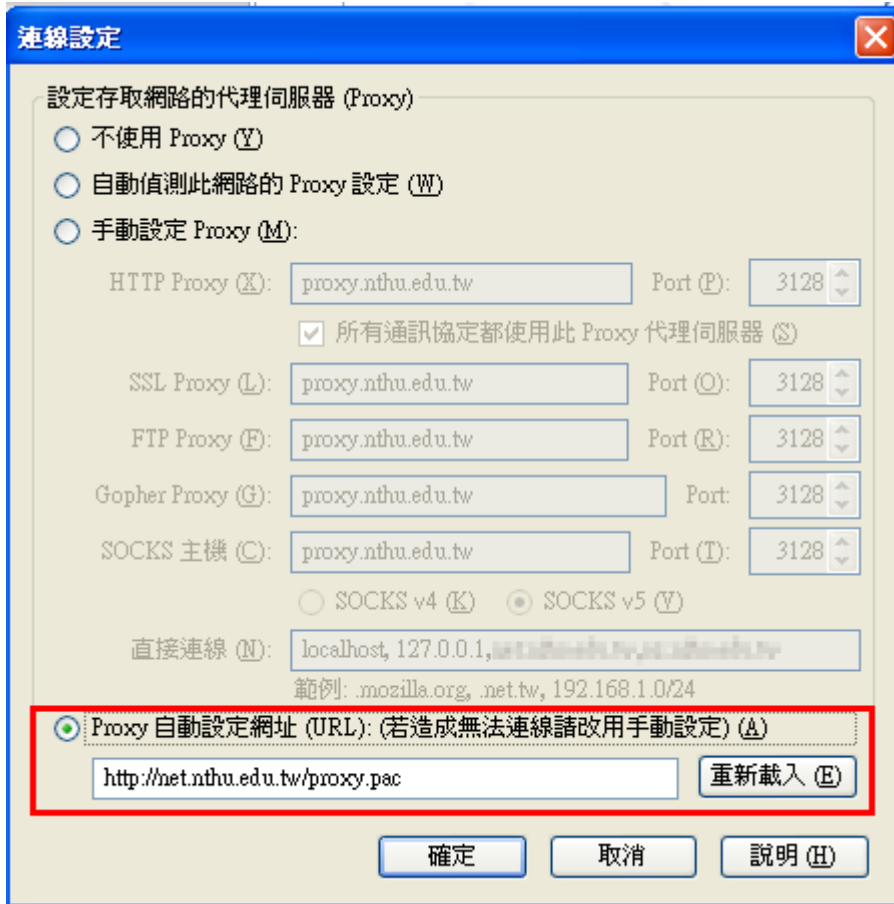 連線設定
設定存取網路的代理伺服器 (Proxy)
不使用 Proxy (Y)
自動偵測此網路的 Proxy 設定 (W)
手動設定 Proxy (M):
HTTP Proxy (X): proxy.nthu.edu.tw Port (P): 3128
所有通訊協定都使用此 Proxy 代理伺服器 (S)
SSL Proxy (L): proxy.nthu.edu.tw Port (O): 3128
FTP Proxy (F): proxy.nthu.edu.tw Port (R): 3128
Gopher Proxy (G): proxy.nthu.edu.tw Port: 3128
SOCKS 主機 (C): proxy.nthu.edu.tw Port (T): 3128
SOCKS v4 (K) SOCKS v5 (V)
直接連線 (N): localhost, 127.0.0.1,
範例: .mozilla.org, .net.tw, 192.168.1.0/24
Proxy 自動設定網址 (URL): (若造成無法連線請改用手動設定) (A)
http://net.nthu.edu.tw/proxy.pac 重新載入 (E)
確定 取消 說明 (H)